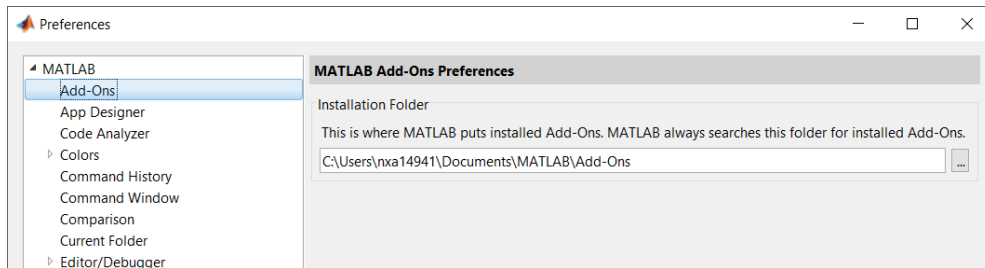 Preferences
MATLAB
Add-Ons
App Designer
Code Analyzer
Colors
Command History
Command Window
Comparison
Current Folder
Editor/Debugger
MATLAB Add-Ons Preferences
Installation Folder
This is where MATLAB puts installed Add-Ons. MATLAB always searches this folder for installed Add-Ons.
C:\Users\nxa14941\Documents\MATLAB\Add-Ons
...